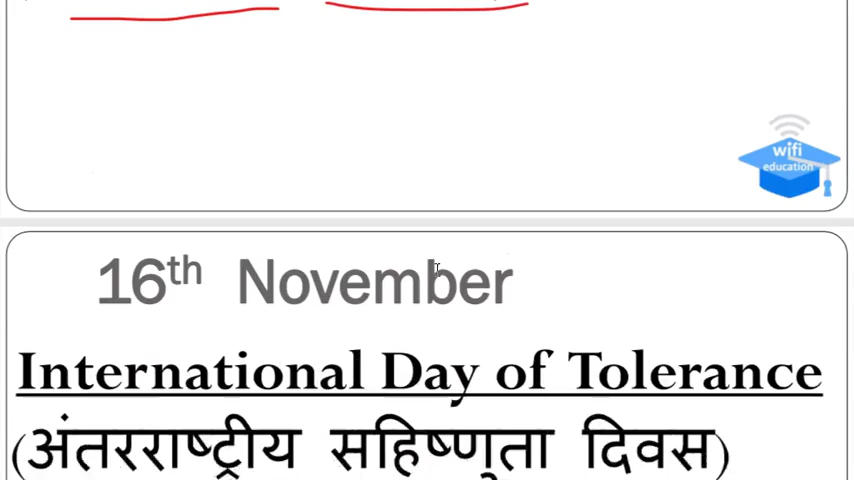 wifi
education
16th November
International Day of Tolerance
(अंतरराष्ट्रीय सहिष्णुता दिवस)